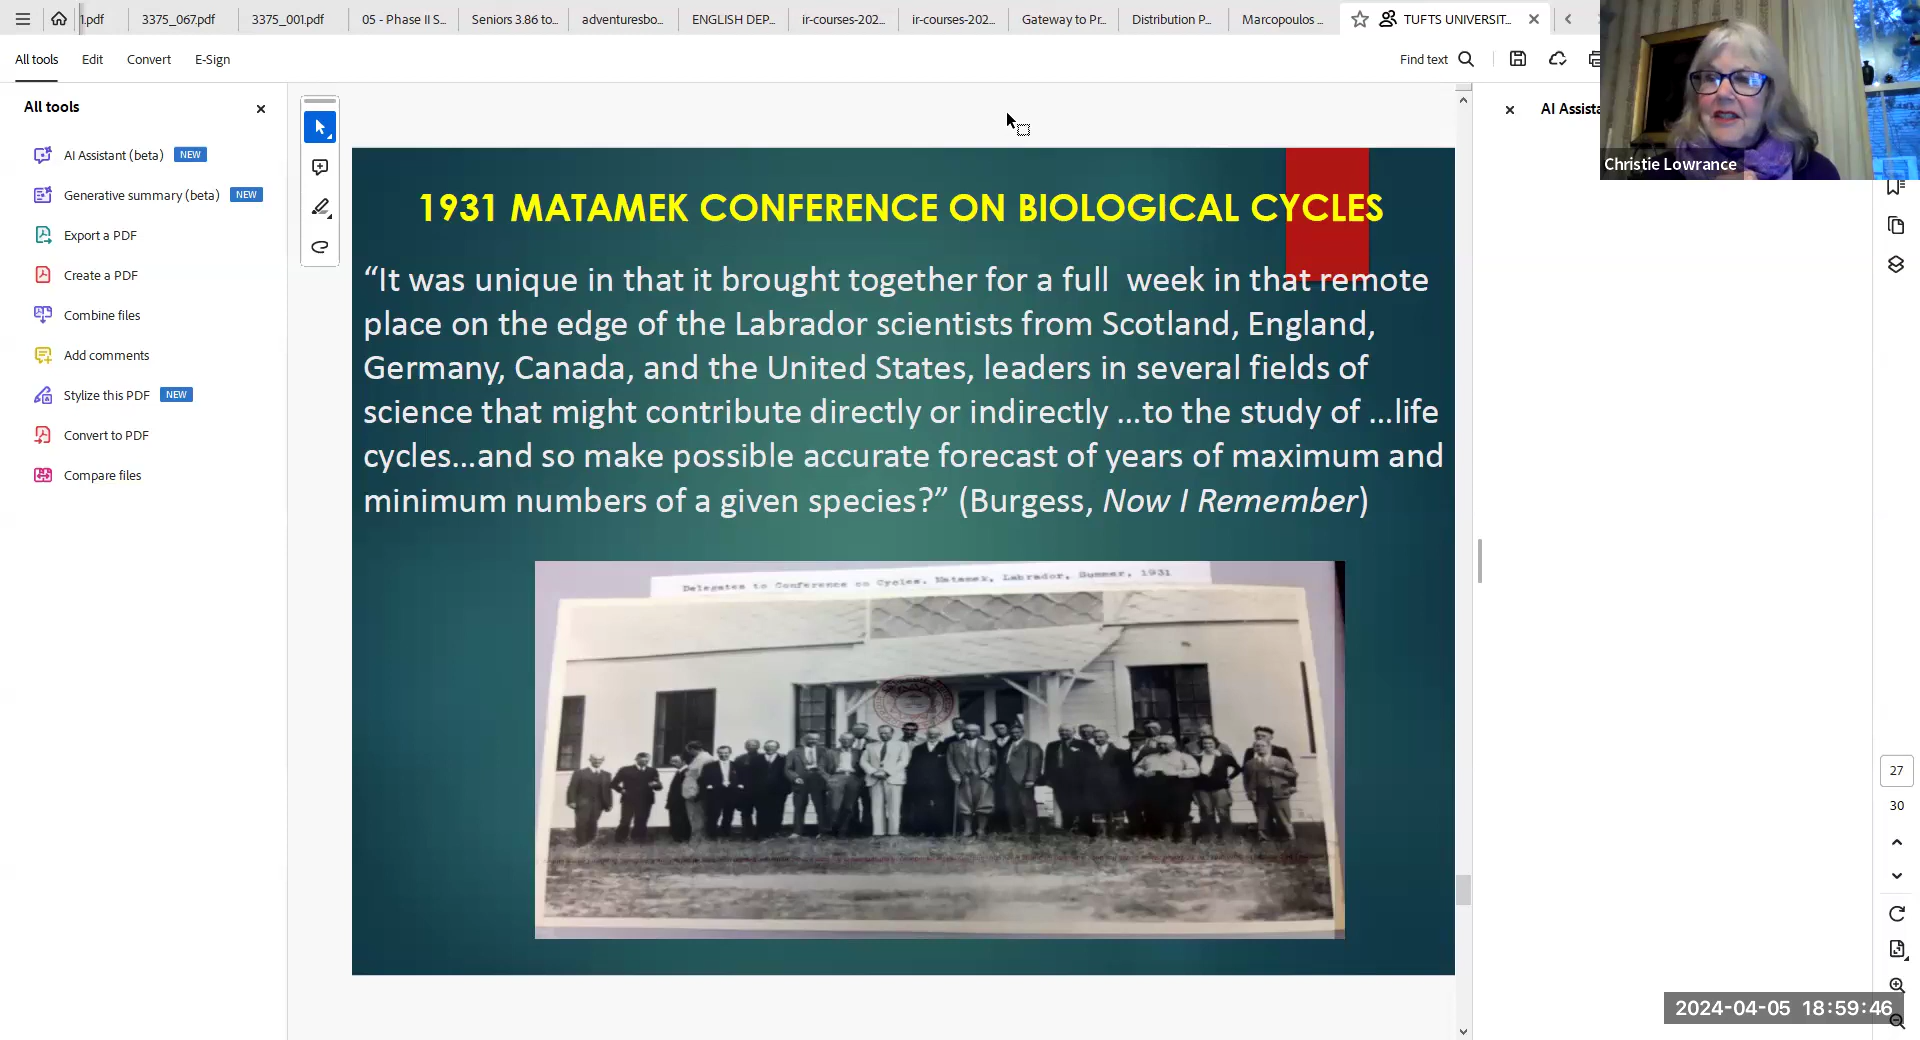 1.pdf
3375_067.pdf
3375_001.pdf
05 - Phase II S...
Seniors 3.86 to...
adventuresbo...
ENGLISH DEP...
ir-courses-202...
ir-courses-202...
Gateway to Pr...
Distribution P...
Marcopoulos ...
TUFTS UNIVERSIT...
All tools
Edit
Convert
E-Sign
Find text
All tools
AI Assistant (beta) NEW
Generative summary (beta) NEW
Export a PDF
Create a PDF
Combine files
Add comments
Stylize this PDF NEW
Convert to PDF
Compare files
1931 MATAMEK CONFERENCE ON BIOLOGICAL CYCLES
“It was unique in that it brought together for a full week in that remote
place on the edge of the Labrador scientists from Scotland, England,
Germany, Canada, and the United States, leaders in several fields of
science that might contribute directly or indirectly ...to the study of ...life
cycles...and so make possible accurate forecast of years of maximum and
minimum numbers of a given species?” (Burgess, Now I Remember)
Delegates to Conference on Cycles, Matamek, Labrador, Summer, 1931
AI Assista
Christie Lowrance
27
30
2024-04-05 18:59:46